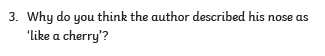 3. Why do you think the author described his nose as
‘like a cherry’?